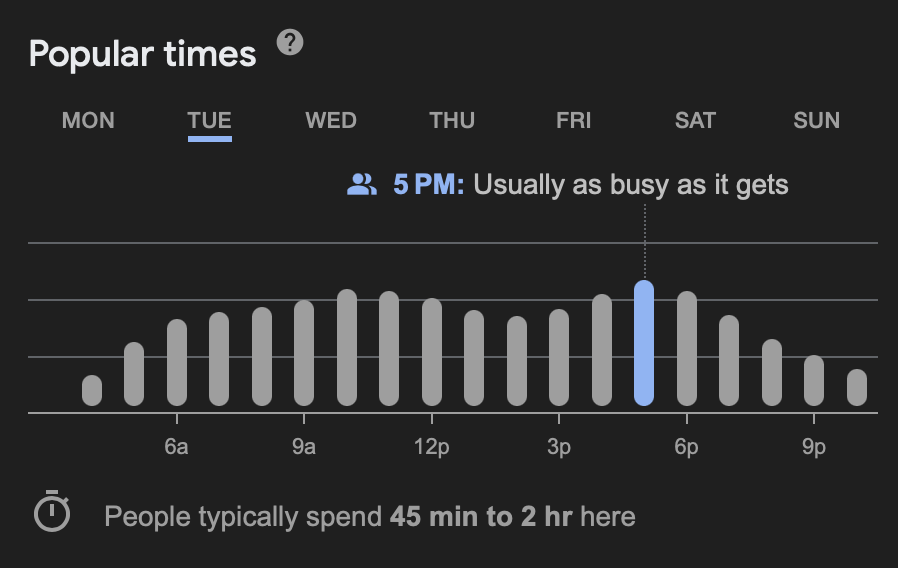 Popular times ?
MON TUE WED THU FRI SAT SUN
5 PM: Usually as busy as it gets
6a 9a 12p 3p 6p 9p
People typically spend 45 min to 2 hr here